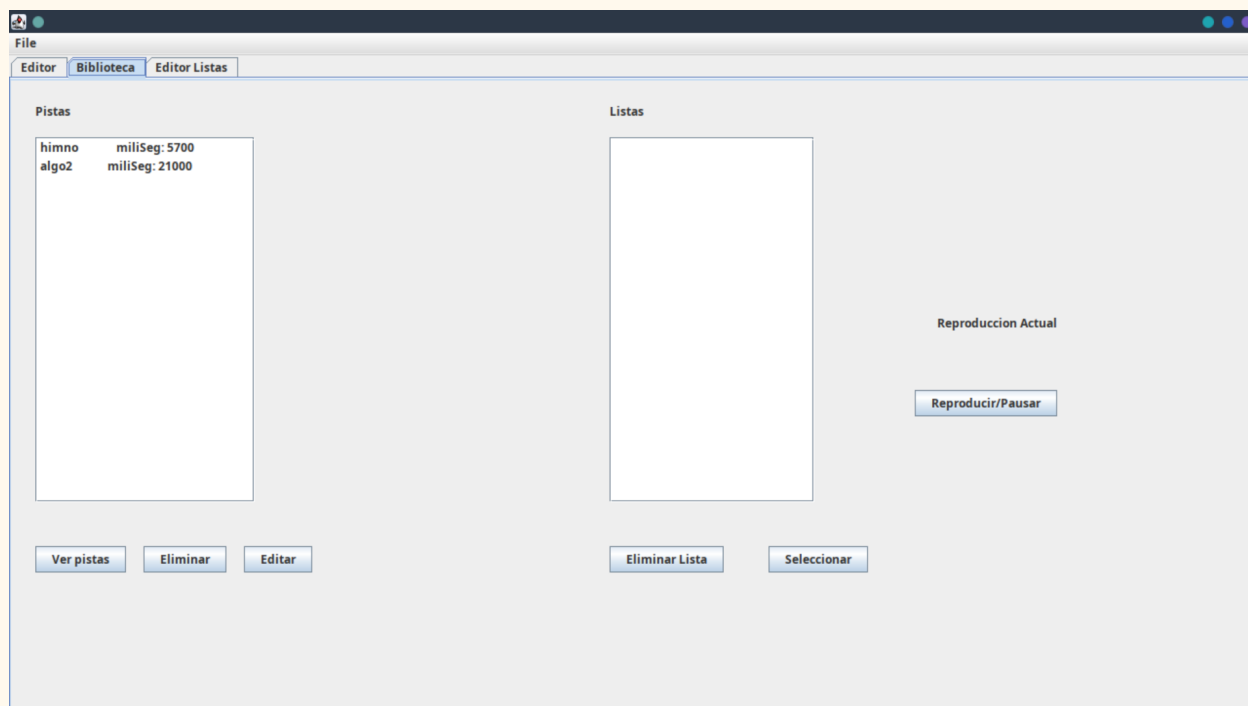 File
Editor Biblioteca Editor Listas
Pistas Listas
himno miliSeg: 5700
algo2 miliSeg: 21000
Reproduccion Actual
Reproducir/Pausar
Ver pistas Eliminar Editar Eliminar Lista Seleccionar